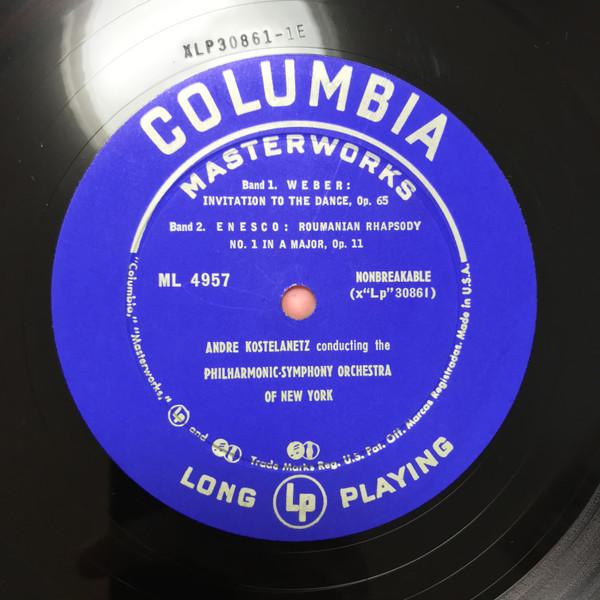 XLP30861-1E
COLUMBIA
MASTERWORKS
Band 1. WEBER:
INVITATION TO THE DANCE, Op. 65
Band 2. ENESCO: ROUMANIAN RHAPSODY
NO. 1 IN A MAJOR, Op. 11
ML 4957
NONBREAKABLE
(x"Lp"30861)
ANDRE KOSTELANETZ conducting the
PHILHARMONIC-SYMPHONY ORCHESTRA
OF NEW YORK
"Columbia," "Masterworks," Lp and Trade Marks Reg. U.S. Pat. Off. Marcas Registradas. Made in U.S.A.
LONG Lp PLAYING